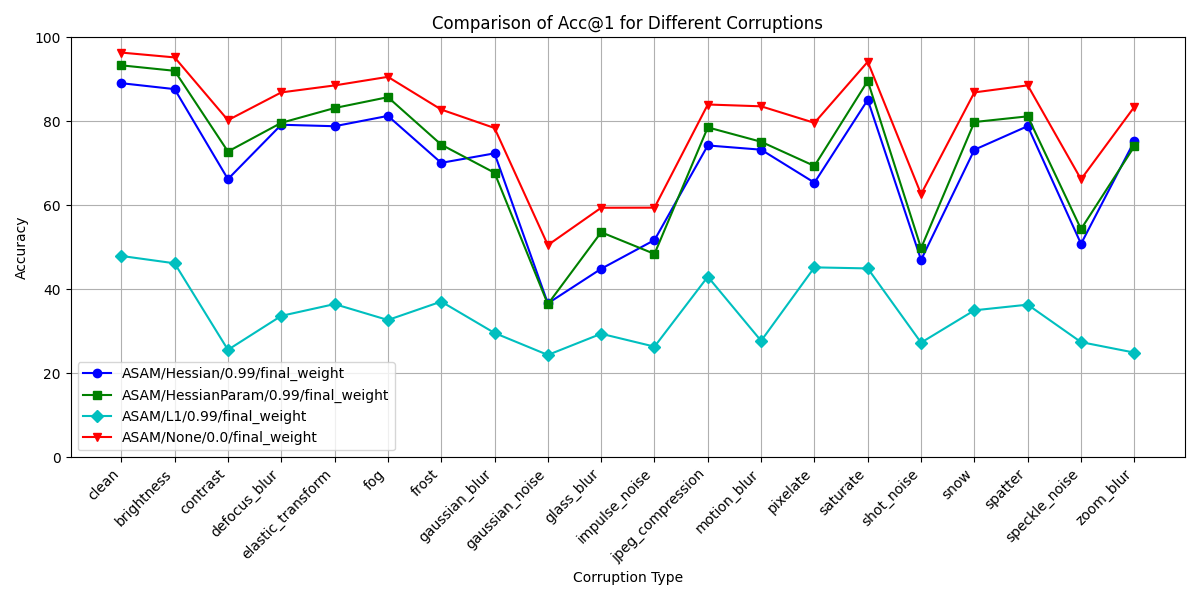 Comparison of Acc@1 for Different Corruptions
Accuracy
100
80
60
40
20
0
ASAM/Hessian/0.99/final_weight
ASAM/HessianParam/0.99/final_weight
ASAM/L1/0.99/final_weight
ASAM/None/0.0/final_weight
clean
brightness
contrast
defocus_blur
elastic_transform
fog
frost
gaussian_blur
gaussian_noise
glass_blur
impulse_noise
jpeg_compression
motion_blur
pixelate
saturate
shot_noise
snow
spatter
speckle_noise
zoom_blur
Corruption Type